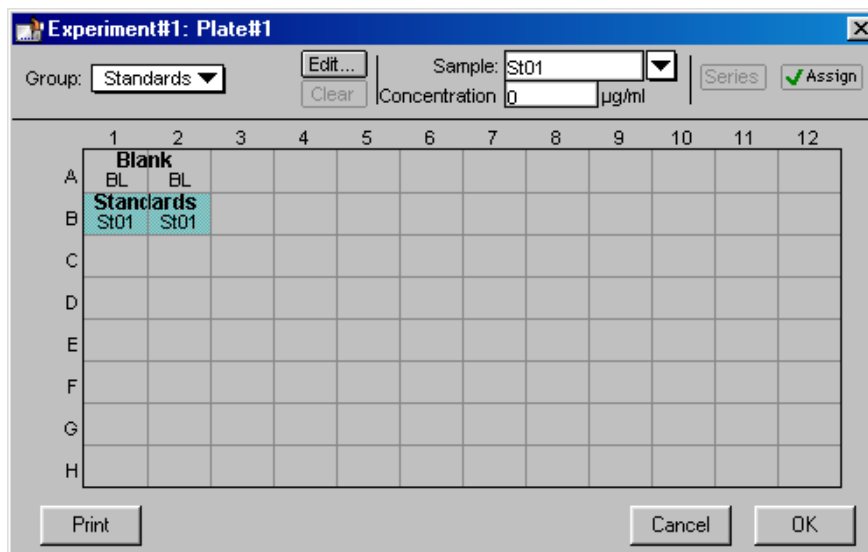 Experiment#1: Plate#1
Group: Standards Edit... Sample: St01 Series Assign
Clear Concentration 0 µg/ml
1 2 3 4 5 6 7 8 9 10 11 12
Blank
A BL BL
Standards
B St01 St01
C
D
E
F
G
H
Print Cancel OK